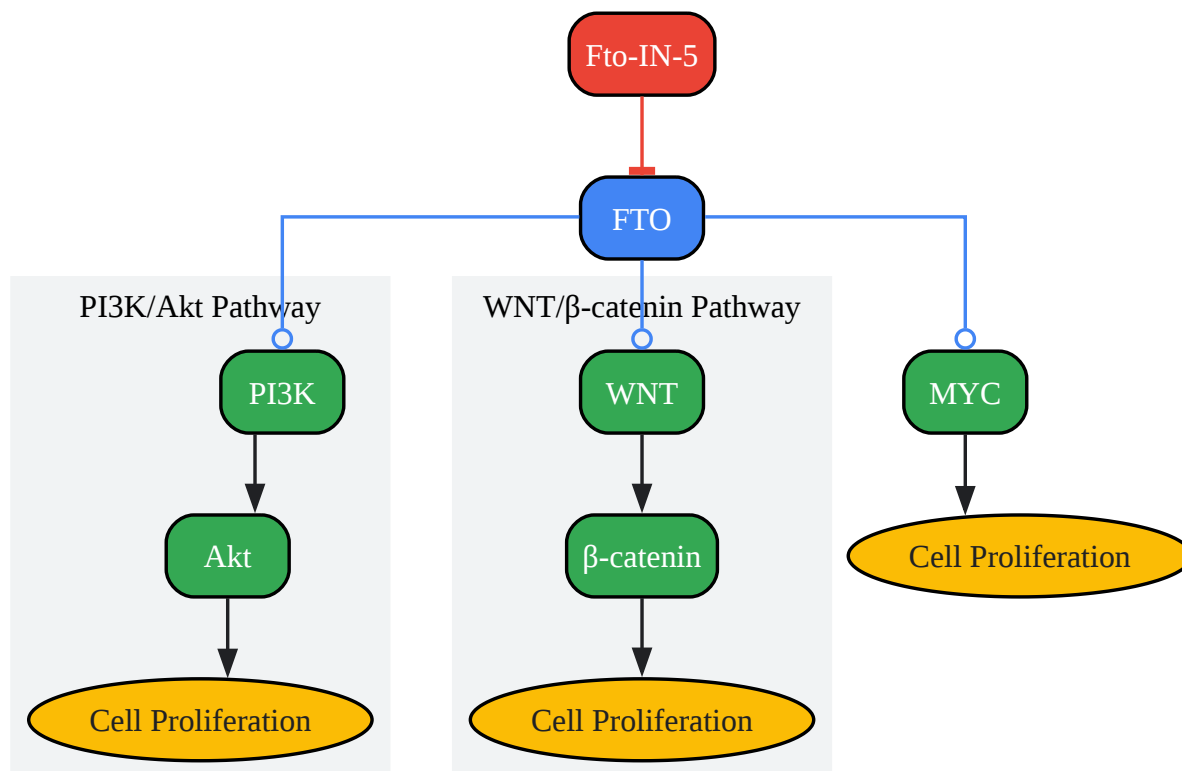 Fto-IN-5
FTO
PI3K/Akt Pathway
WNT/β-catenin Pathway
PI3K
WNT
MYC
Akt
β-catenin
Cell Proliferation
Cell Proliferation
Cell Proliferation